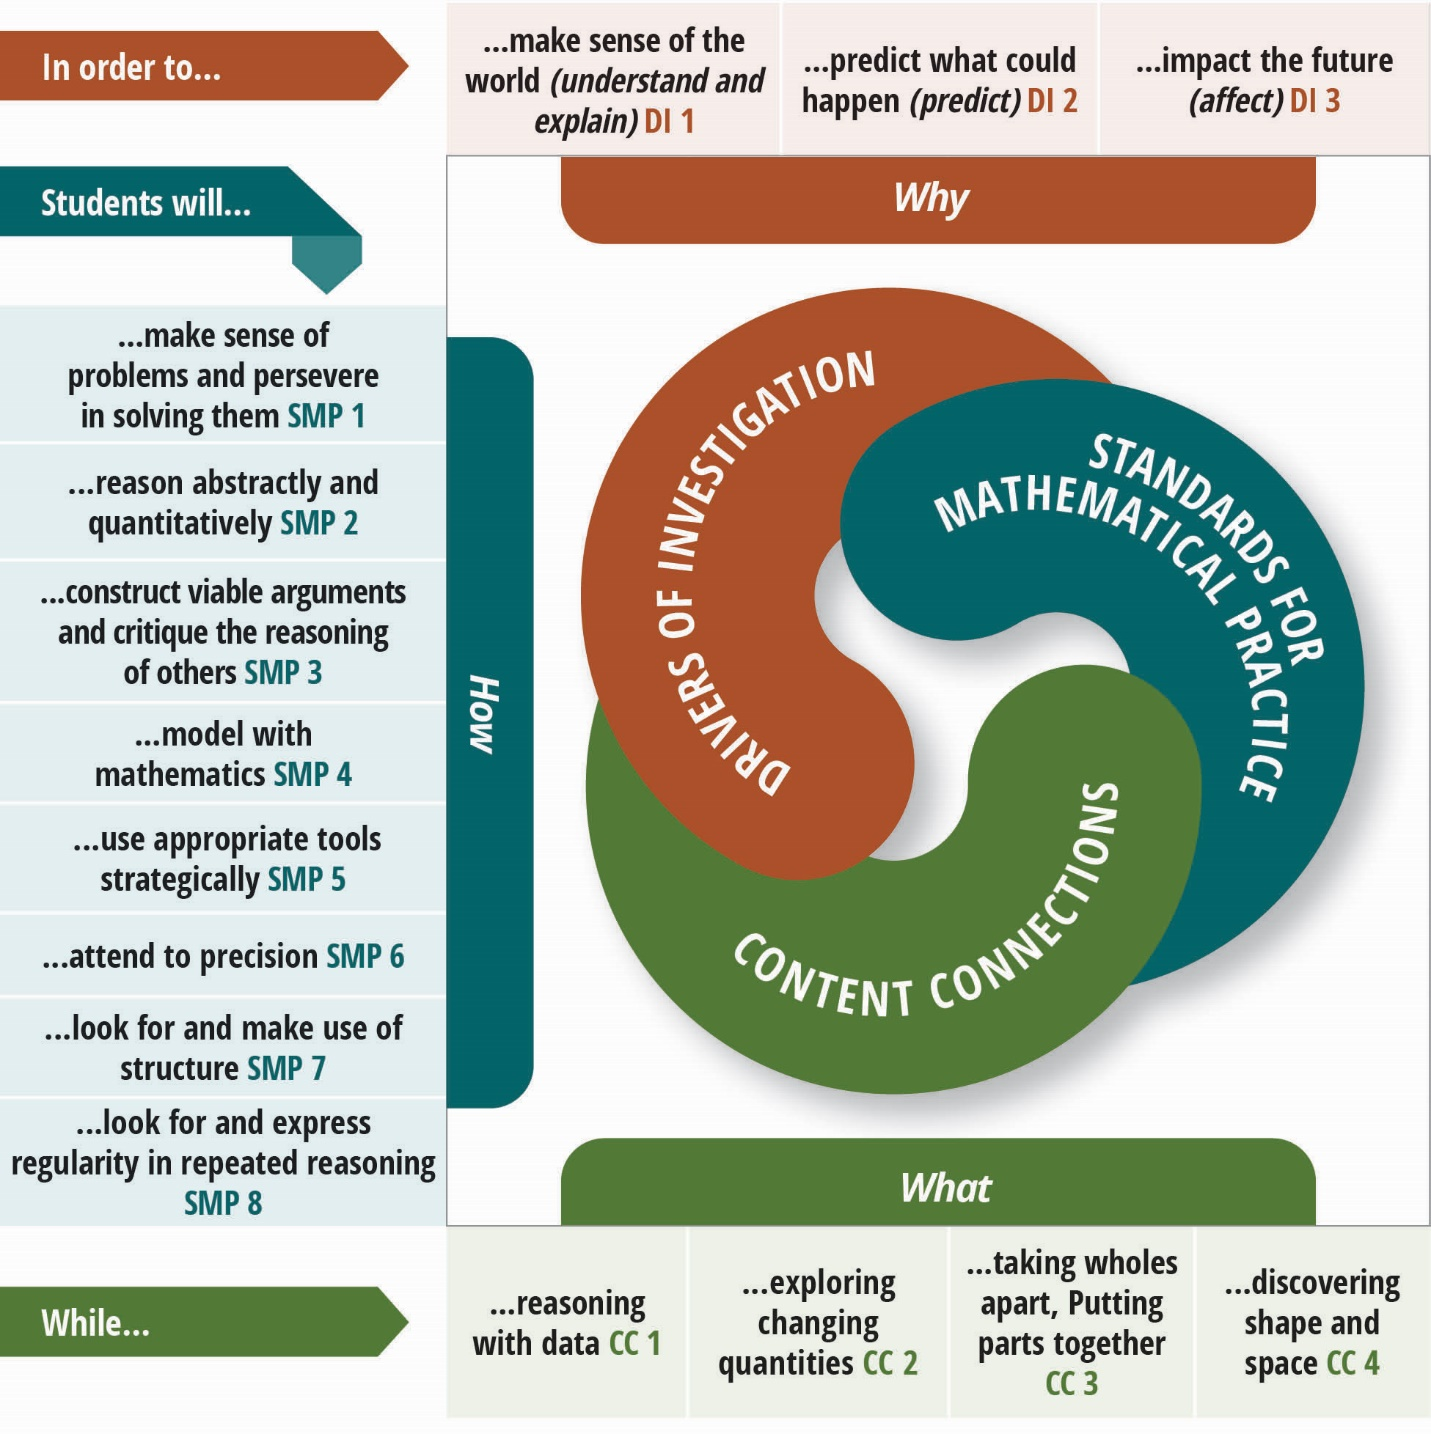 In order to...
...make sense of the
world (understand and
explain) DI 1
...predict what could
happen (predict) DI 2
...impact the future
(affect) DI 3
Students will...
Why
...make sense of
problems and persevere
in solving them SMP 1
...reason abstractly and
quantitatively SMP 2
...construct viable arguments
and critique the reasoning
of others SMP 3
...model with
mathematics SMP 4
...use appropriate tools
strategically SMP 5
...attend to precision SMP 6
...look for and make use of
structure SMP 7
...look for and express
regularity in repeated reasoning
SMP 8
How
DRIVERS OF INVESTIGATION
STANDARDS FOR
MATHEMATICAL PRACTICE
CONTENT CONNECTIONS
What
While...
...reasoning
with data CC 1
...exploring
changing
quantities CC 2
...taking wholes
apart, Putting
parts together
CC 3
...discovering
shape and
space CC 4